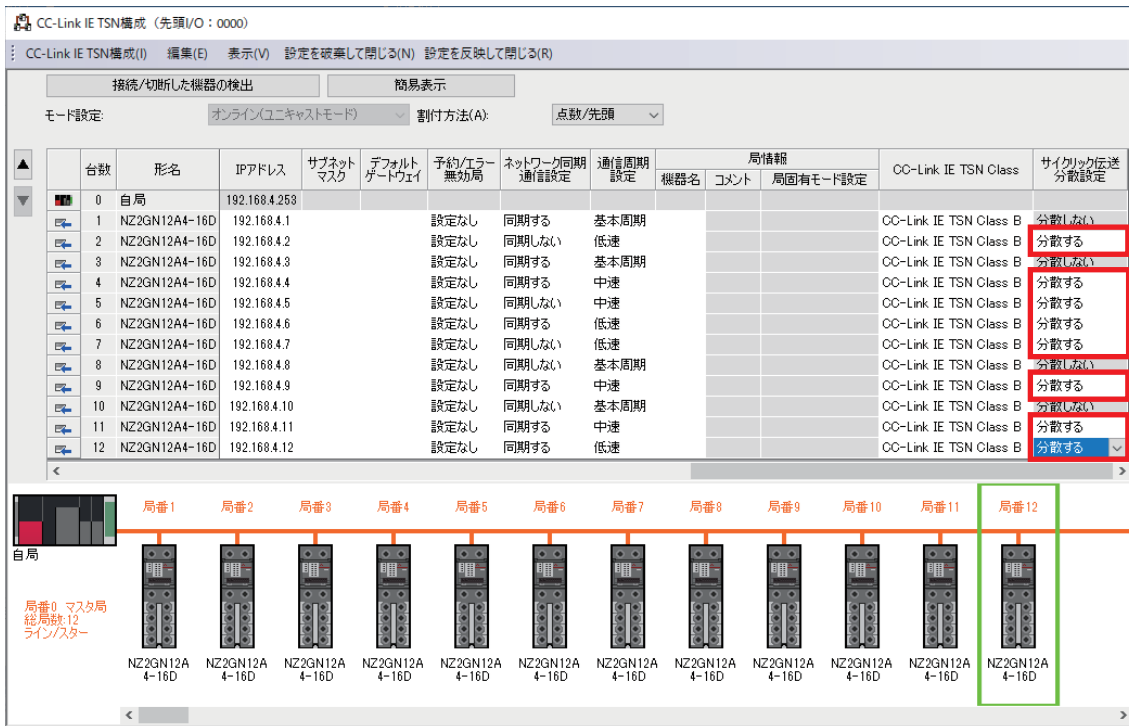 CC-Link IE TSN構成（先頭I/O：0000）
CC-Link IE TSN構成(I) 編集(E) 表示(V) 設定を破棄して閉じる(N) 設定を反映して閉じる(R)
接続/切断した機器の検出 簡易表示
モード設定: オンライン(ユニキャストモード) 割付方法(A): 点数/先頭
台数 形名 IPアドレス サブネットマスク デフォルトゲートウェイ 予約/エラー無効局 ネットワーク同期通信設定 通信周期設定 局情報 CC-Link IE TSN Class サイクリック伝送分散設定
機器名 コメント 局固有モード設定
0 自局 192.168.4.253
1 NZ2GN12A4-16D 192.168.4.1 設定なし 同期する 基本周期 CC-Link IE TSN Class B 分散しない
2 NZ2GN12A4-16D 192.168.4.2 設定なし 同期しない 低速 CC-Link IE TSN Class B 分散する
3 NZ2GN12A4-16D 192.168.4.3 設定なし 同期する 基本周期 CC-Link IE TSN Class B 分散しない
4 NZ2GN12A4-16D 192.168.4.4 設定なし 同期する 中速 CC-Link IE TSN Class B 分散する
5 NZ2GN12A4-16D 192.168.4.5 設定なし 同期しない 中速 CC-Link IE TSN Class B 分散する
6 NZ2GN12A4-16D 192.168.4.6 設定なし 同期する 低速 CC-Link IE TSN Class B 分散する
7 NZ2GN12A4-16D 192.168.4.7 設定なし 同期しない 低速 CC-Link IE TSN Class B 分散する
8 NZ2GN12A4-16D 192.168.4.8 設定なし 同期しない 基本周期 CC-Link IE TSN Class B 分散しない
9 NZ2GN12A4-16D 192.168.4.9 設定なし 同期する 中速 CC-Link IE TSN Class B 分散する
10 NZ2GN12A4-16D 192.168.4.10 設定なし 同期しない 基本周期 CC-Link IE TSN Class B 分散しない
11 NZ2GN12A4-16D 192.168.4.11 設定なし 同期する 中速 CC-Link IE TSN Class B 分散する
12 NZ2GN12A4-16D 192.168.4.12 設定なし 同期する 低速 CC-Link IE TSN Class B 分散する
局番1 局番2 局番3 局番4 局番5 局番6 局番7 局番8 局番9 局番10 局番11 局番12
自局
局番0 マスタ局
総局数:12
ライン/スター
NZ2GN12A NZ2GN12A NZ2GN12A NZ2GN12A NZ2GN12A NZ2GN12A NZ2GN12A NZ2GN12A NZ2GN12A NZ2GN12A NZ2GN12A NZ2GN12A
4-16D 4-16D 4-16D 4-16D 4-16D 4-16D 4-16D 4-16D 4-16D 4-16D 4-16D 4-16D